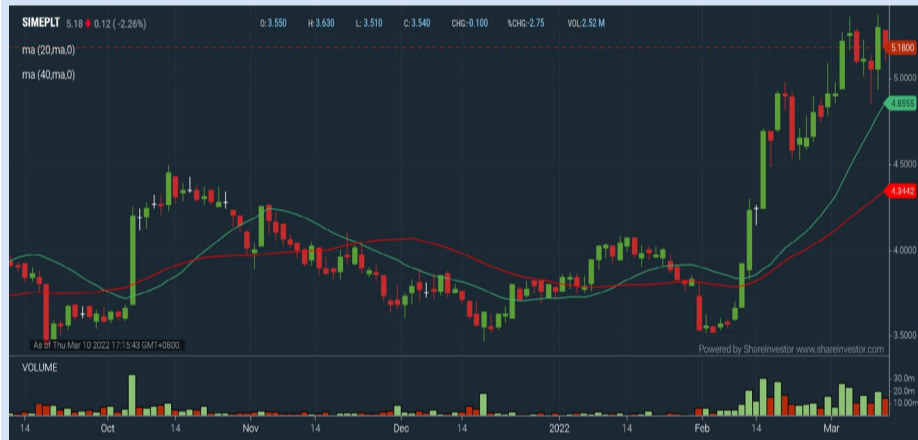 SIMEPLT 5.18 0.12 ( -2.26%) O: 3.550 H: 3.630 L: 3.510 C: 3.540 CHG:-0.100 %CHG:-2.75 VOL:2.52 M
ma (20,ma,0)
ma (40,ma,0)
5.1800
5.0000
4.8555
4.5000
4.3442
4.0000
3.5000
As of Thu Mar 10 2022 17:15:43 GMT+0800.
Powered by ShareInvestor www.shareinvestor.com
VOLUME
30.0m
20.0m
10.00m
14 Oct 14 Nov 14 Dec 14 2022 14 Feb 14 Mar